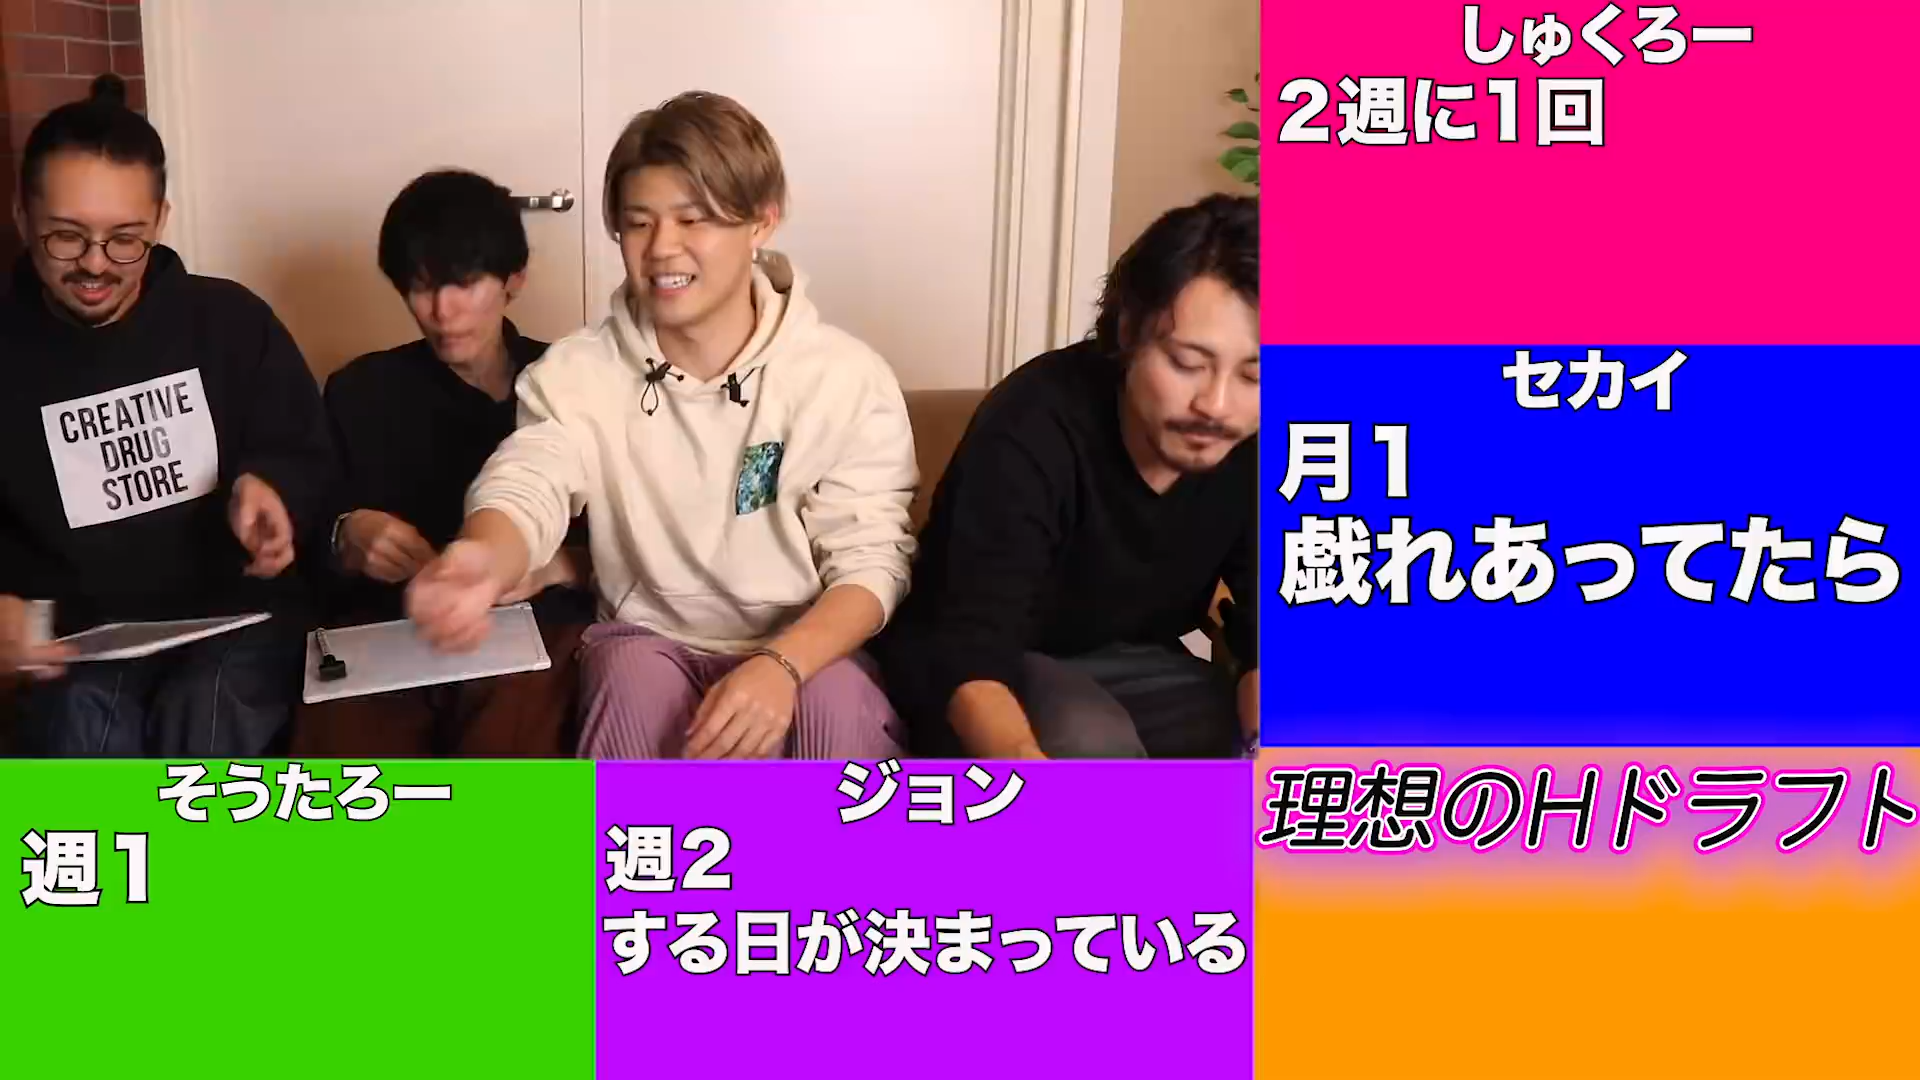 しゅくろー
2週に1回
CREATIVE
DRUG
STORE
セカイ
月1
戯れあってたら
そうたろー
週1
ジョン
週2
する日が決まっている
理想のHドラフト